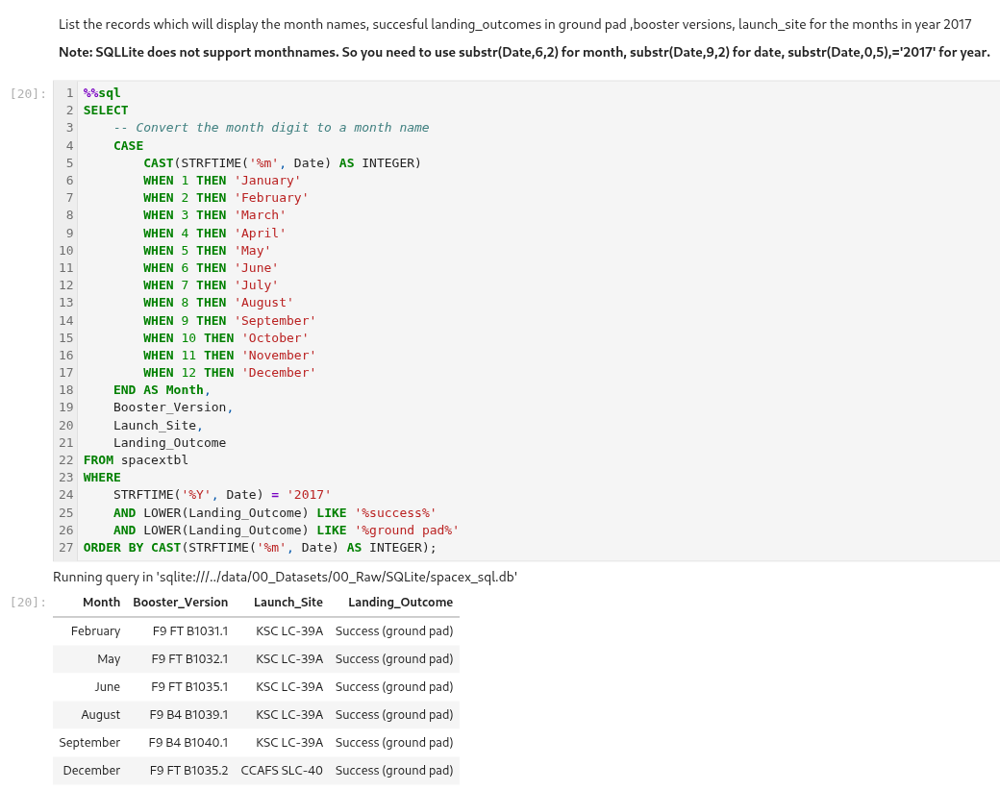 List the records which will display the month names, succesful landing_outcomes in ground pad ,booster versions, launch_site for the months in year 2017
Note: SQLLite does not support monthnames. So you need to use substr(Date,6,2) for month, substr(Date,9,2) for date, substr(Date,0,5),='2017' for year.
[20]:
1 %%sql
2 SELECT
3     -- Convert the month digit to a month name
4     CASE
5         CAST(STRFTIME('%m', Date) AS INTEGER)
6         WHEN 1 THEN 'January'
7         WHEN 2 THEN 'February'
8         WHEN 3 THEN 'March'
9         WHEN 4 THEN 'April'
10         WHEN 5 THEN 'May'
11         WHEN 6 THEN 'June'
12         WHEN 7 THEN 'July'
13         WHEN 8 THEN 'August'
14         WHEN 9 THEN 'September'
15         WHEN 10 THEN 'October'
16         WHEN 11 THEN 'November'
17         WHEN 12 THEN 'December'
18     END AS Month,
19     Booster_Version,
20     Launch_Site,
21     Landing_Outcome
22 FROM spacextbl
23 WHERE
24     STRFTIME('%Y', Date) = '2017'
25     AND LOWER(Landing_Outcome) LIKE '%success%'
26     AND LOWER(Landing_Outcome) LIKE '%ground pad%'
27 ORDER BY CAST(STRFTIME('%m', Date) AS INTEGER);
Running query in 'sqlite:///../data/00_Datasets/00_Raw/SQLite/spacex_sql.db'
[20]:
Month Booster_Version Launch_Site Landing_Outcome
February F9 FT B1031.1 KSC LC-39A Success (ground pad)
May F9 FT B1032.1 KSC LC-39A Success (ground pad)
June F9 FT B1035.1 KSC LC-39A Success (ground pad)
August F9 B4 B1039.1 KSC LC-39A Success (ground pad)
September F9 B4 B1040.1 KSC LC-39A Success (ground pad)
December F9 FT B1035.2 CCAFS SLC-40 Success (ground pad)